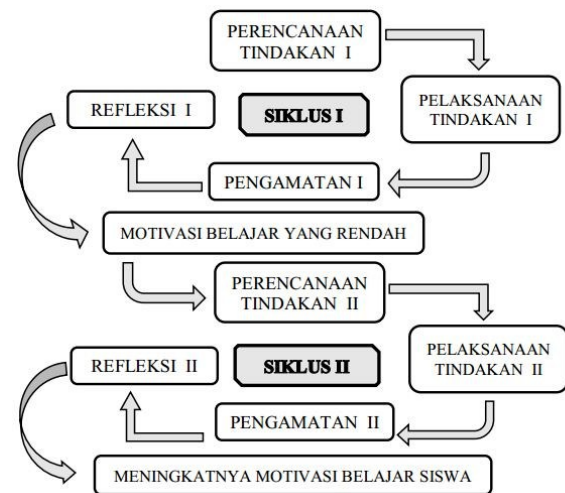 PERENCANAAN
TINDAKAN I
PELAKSANAAN
TINDAKAN I
REFLEKSI I
SIKLUS I
PENGAMATAN I
MOTIVASI BELAJAR YANG RENDAH
PERENCANAAN
TINDAKAN II
PELAKSANAAN
TINDAKAN II
REFLEKSI II
SIKLUS II
PENGAMATAN II
MENINGKATNYA MOTIVASI BELAJAR SISWA